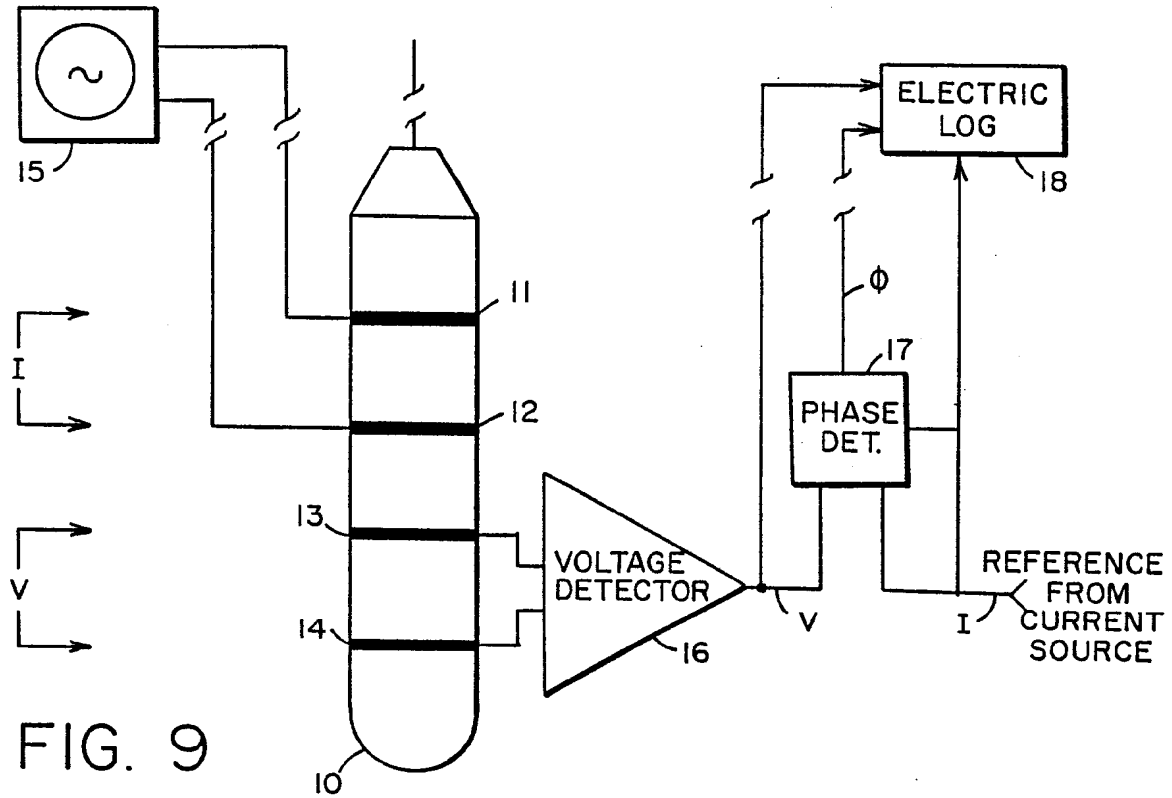 15
ELECTRIC
LOG
18
11
Φ
I
17
12
PHASE
DET.
13
VOLTAGE
DETECTOR
REFERENCE
FROM
CURRENT
SOURCE
V
V
I
14
16
FIG. 9
10